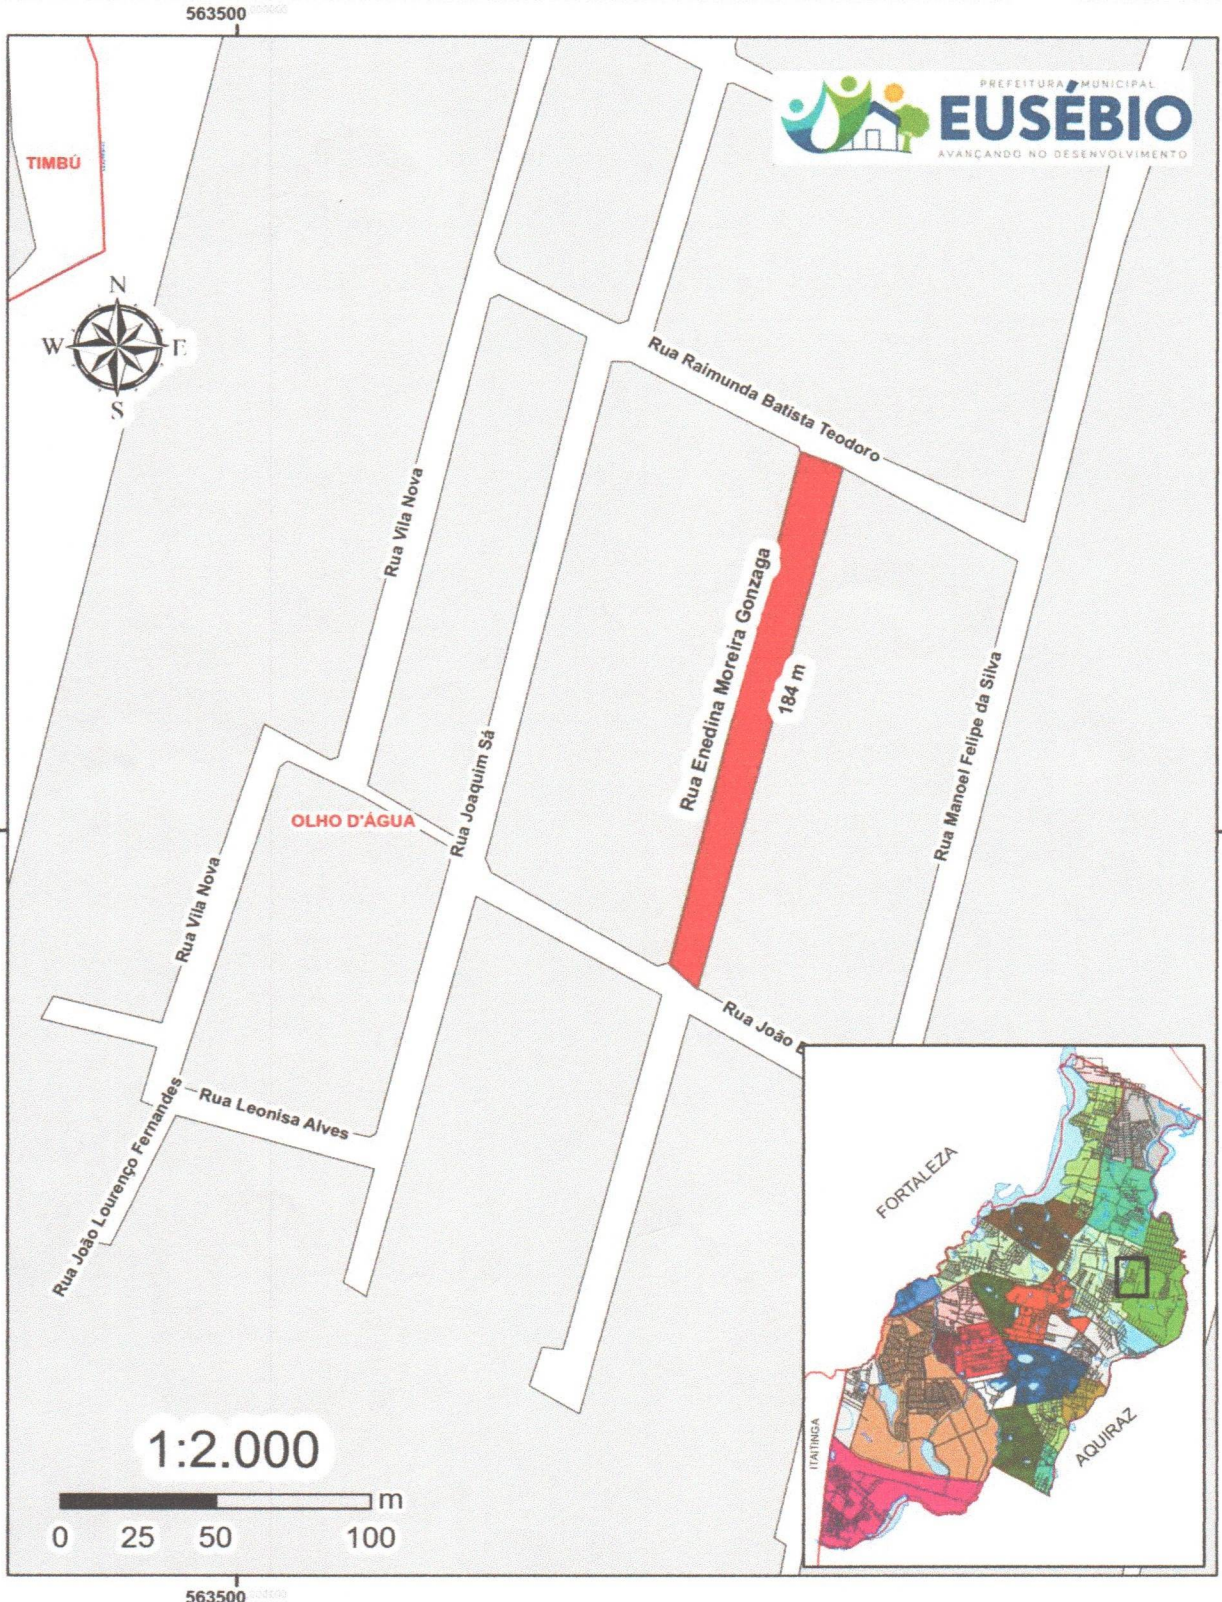 563500
PREFEITURA MUNICIPAL
EUSÉBIO
AVANÇANDO NO DESENVOLVIMENTO
TIMBÚ
N
W E
S
Rua Raimunda Batista Teodoro
Rua Vila Nova
Rua Enedina Moreira Gonzaga
184 m
Rua Manoel Felipe da Silva
Rua Joaquim Sá
OLHO D'ÁGUA
Rua Vila Nova
Rua João
Rua Leonisa Alves
Rua João Lourenço Fernandes
FORTALEZA
AQUIRAZ
ITAITINGA
1:2.000
m
0 25 50 100
563500